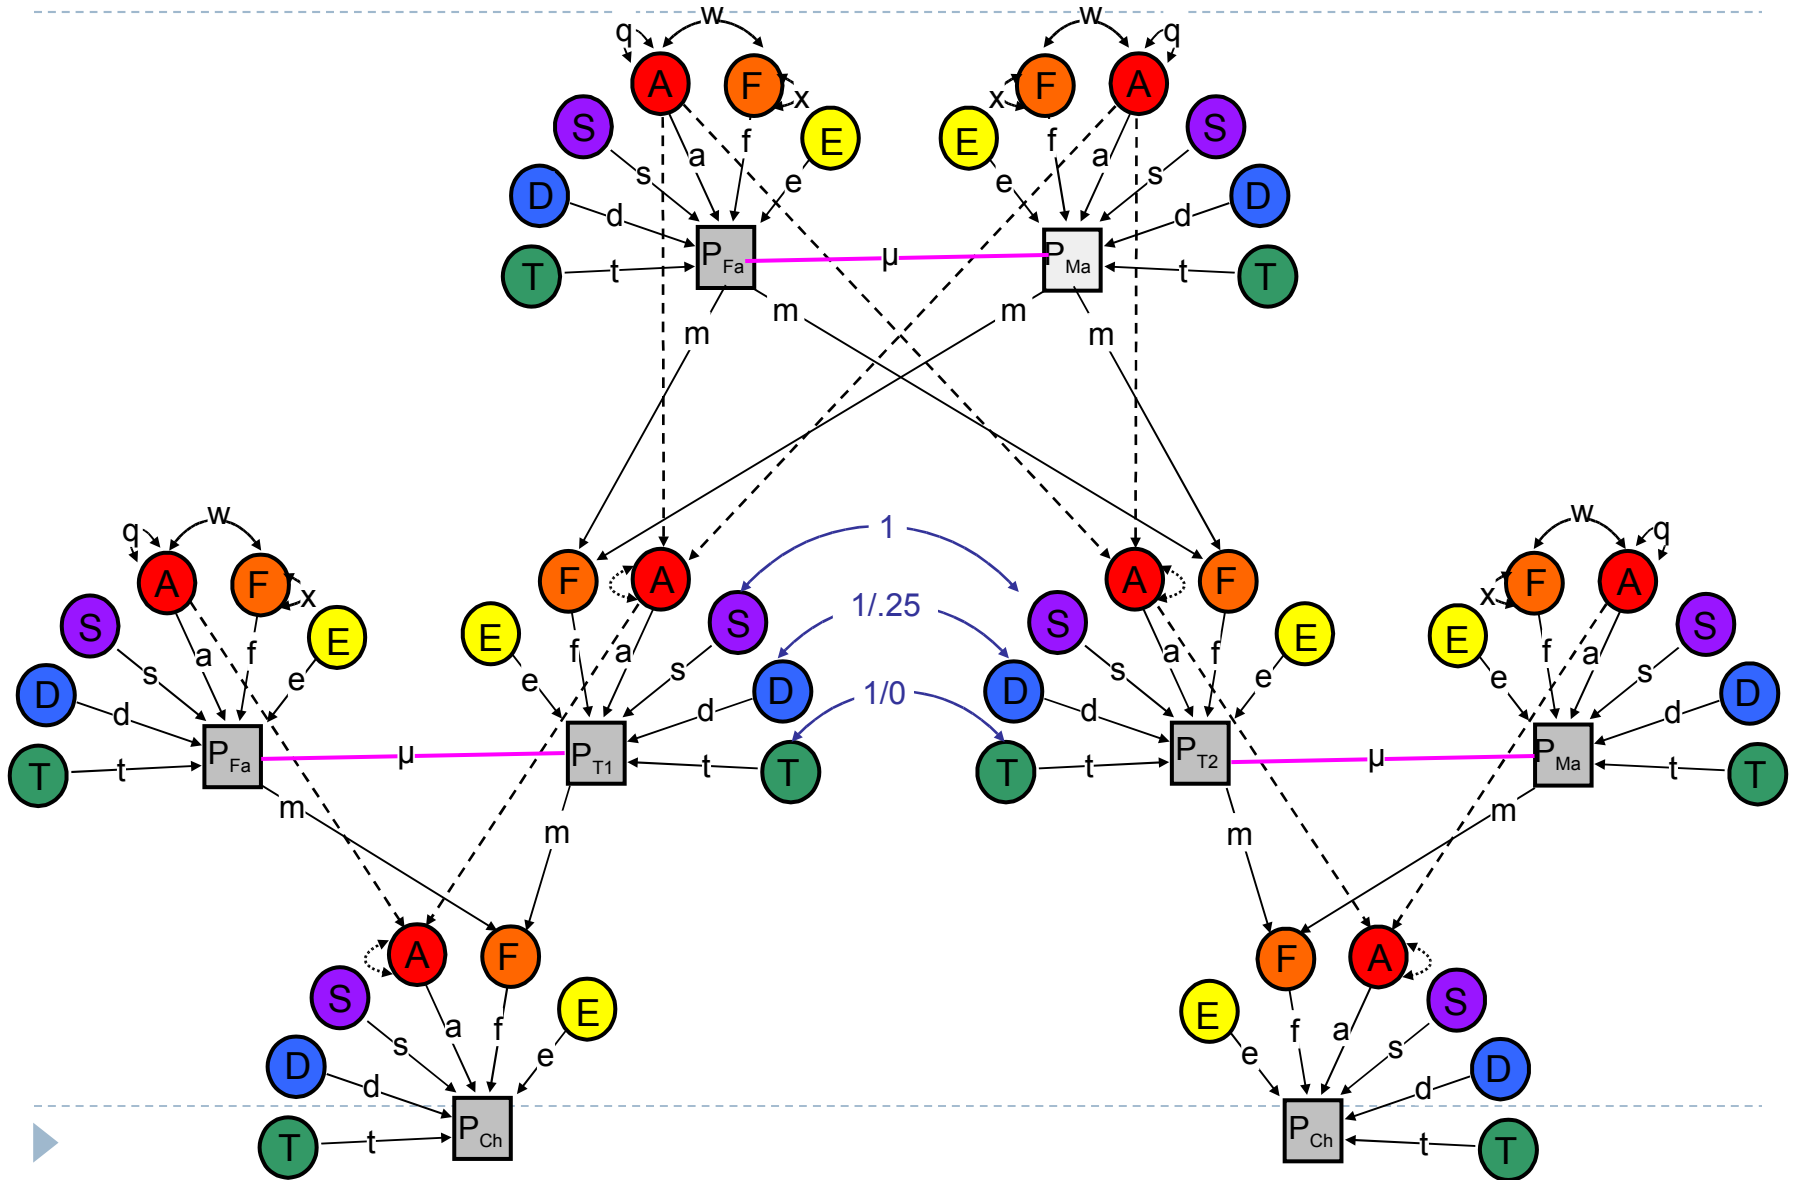 w w
q A F x x F A q
S E E S
s a f e e f a s
D d d D
T t P Fa μ P Ma t T
m m m m
1
w w
q A F x F A A F x F A q
S E E S 1/.25 S E E S
s a f e e f a s s a f e e f a s
D d d D 1/0 D d d D
T t P Fa μ P T1 t T T t P T2 μ P Ma t T
m m m m
A F F A
S E E S
s a f e e f a s
D d d D
T t P Ch P Ch t T